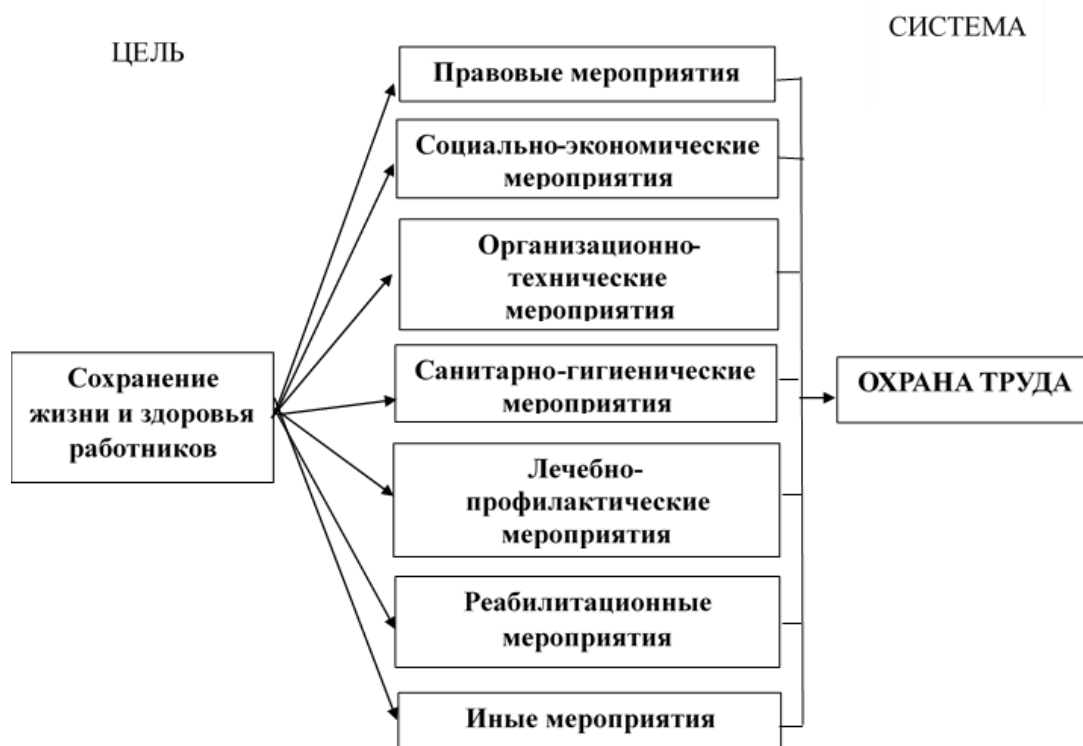 ЦЕЛЬ
СИСТЕМА
Правовые мероприятия
Социально-экономические
мероприятия
Организационно-
технические
мероприятия
Сохранение
жизни и здоровья
работников
Санитарно-гигиенические
мероприятия
ОХРАНА ТРУДА
Лечебно-
профилактические
мероприятия
Реабилитационные
мероприятия
Иные мероприятия